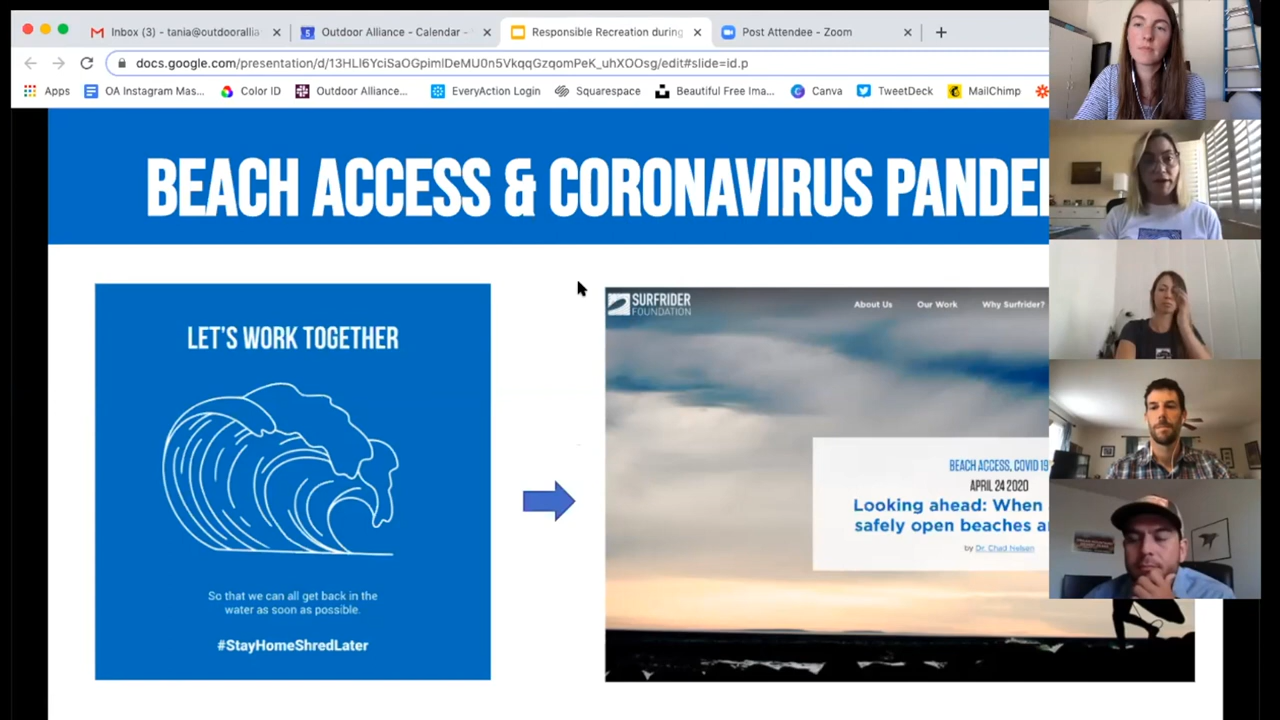 Inbox (3) - tania@outdoorallia
Outdoor Alliance - Calendar -
Responsible Recreation during
Post Attendee - Zoom
docs.google.com/presentation/d/13HLI6YciSaOGpimlDeMU0n5VkqqGzqomPeK_uhXOOsg/edit#slide=id.p
Apps
OA Instagram Mas...
Color ID
Outdoor Alliance...
EveryAction Login
Squarespace
Beautiful Free Ima...
Canva
TweetDeck
MailChimp
BEACH ACCESS & CORONAVIRUS PANDE
LET'S WORK TOGETHER
So that we can all get back in the
water as soon as possible.
#StayHomeShredLater
SURFRIDER
FOUNDATION
About Us
Our Work
Why Surfrider?
BEACH ACCESS, COVID 19
APRIL 24 2020
Looking ahead: When
safely open beaches a
by Dr. Chad Nelsen